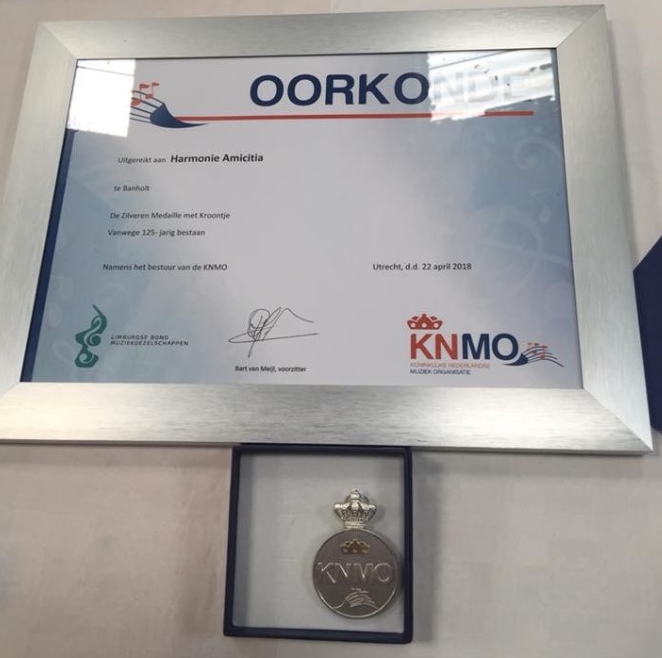 OORKONDE
Uitgereikt aan Harmonie Amicitia
te Banholt
De Zilveren Medaille met Kroontje
Vanwege 125- jarig bestaan
Namens het bestuur van de KNMO
Utrecht, d.d. 22 april 2018
LIMBURGSE BOND
MUZIEKGEZELSCHAPPEN
Bart van Meijl, voorzitter
KNMO
KONINKLIJKE NEDERLANDSE
MUZIEK ORGANISATIE
KNMO